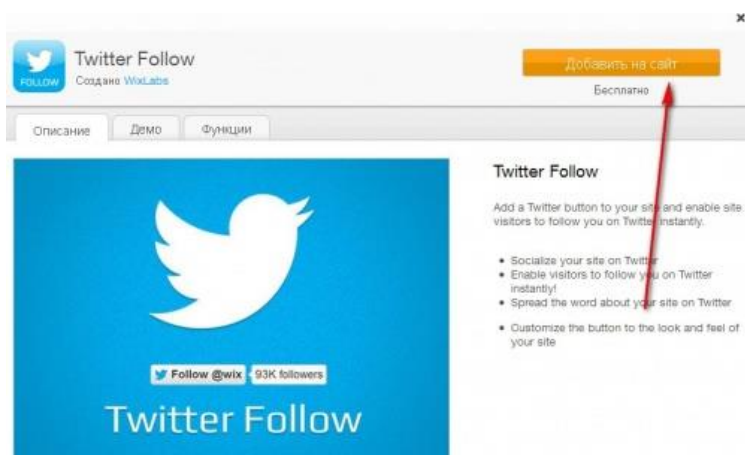 FOLLOW
Twitter Follow
Создано WixLabs
Добавить на сайт
Бесплатно
Описание
Демо
Функции
Follow @wix
93K followers
Twitter Follow
Twitter Follow
Add a Twitter button to your site and enable site
visitors to follow you on Twitter instantly.
Socialize your site on Twitter
Enable visitors to follow you on Twitter
instantly!
Spread the word about your site on Twitter
Customize the button to the look and feel of
your site